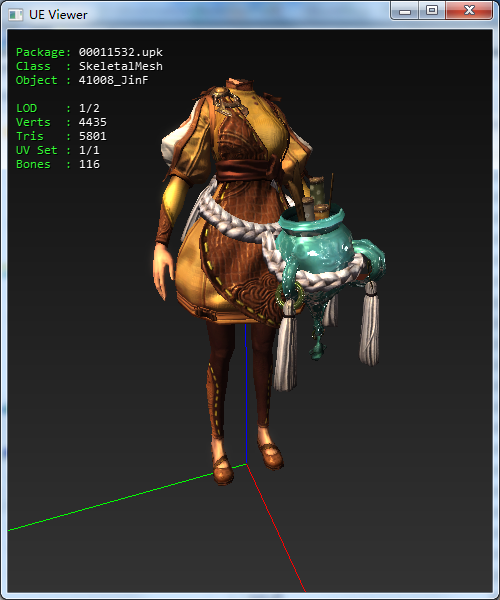 UE Viewer
Package: 00011532.upk
Class  : SkeletalMesh
Object : 41008_JinF
LOD    : 1/2
Verts  : 4435
Tris   : 5801
UV Set : 1/1
Bones  : 116